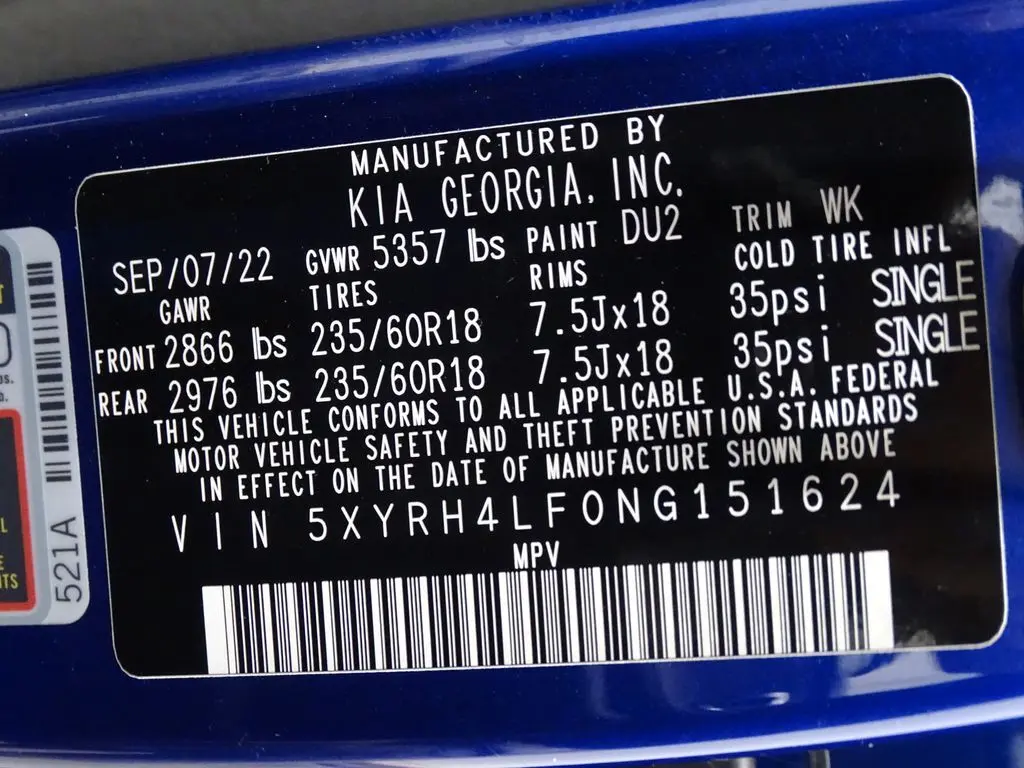 MANUFACTURED BY
KIA GEORGIA, INC.
SEP/07/22 GVWR 5357 lbs PAINT DU2 TRIM WK
GAWR TIRES RIMS COLD TIRE INFL
FRONT 2866 lbs 235/60R18 7.5Jx18 35psi SINGLE
REAR 2976 lbs 235/60R18 7.5Jx18 35psi SINGLE
THIS VEHICLE CONFORMS TO ALL APPLICABLE U.S.A. FEDERAL
MOTOR VEHICLE SAFETY AND THEFT PREVENTION STANDARDS
IN EFFECT ON THE DATE OF MANUFACTURE SHOWN ABOVE
VIN 5XYRH4LF0NG151624
MPV
521A